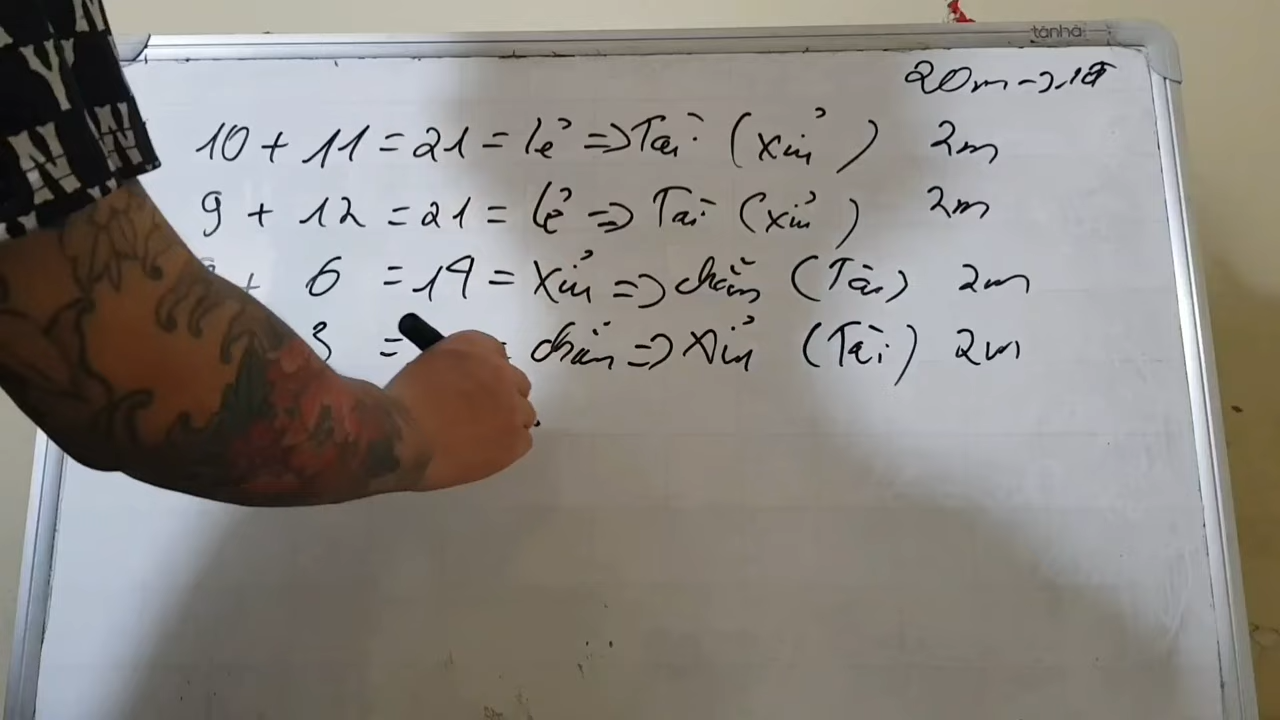 tânhà
20m
10 + 11 = 21 = lẻ => Tài (xỉu) 2m
9 + 12 = 21 = lẻ => Tài (xỉu) 2m
+ 6 = 19 = xỉu => chẵn (Tài) 2m
3 = chẵn => xỉu (Tài) 2m